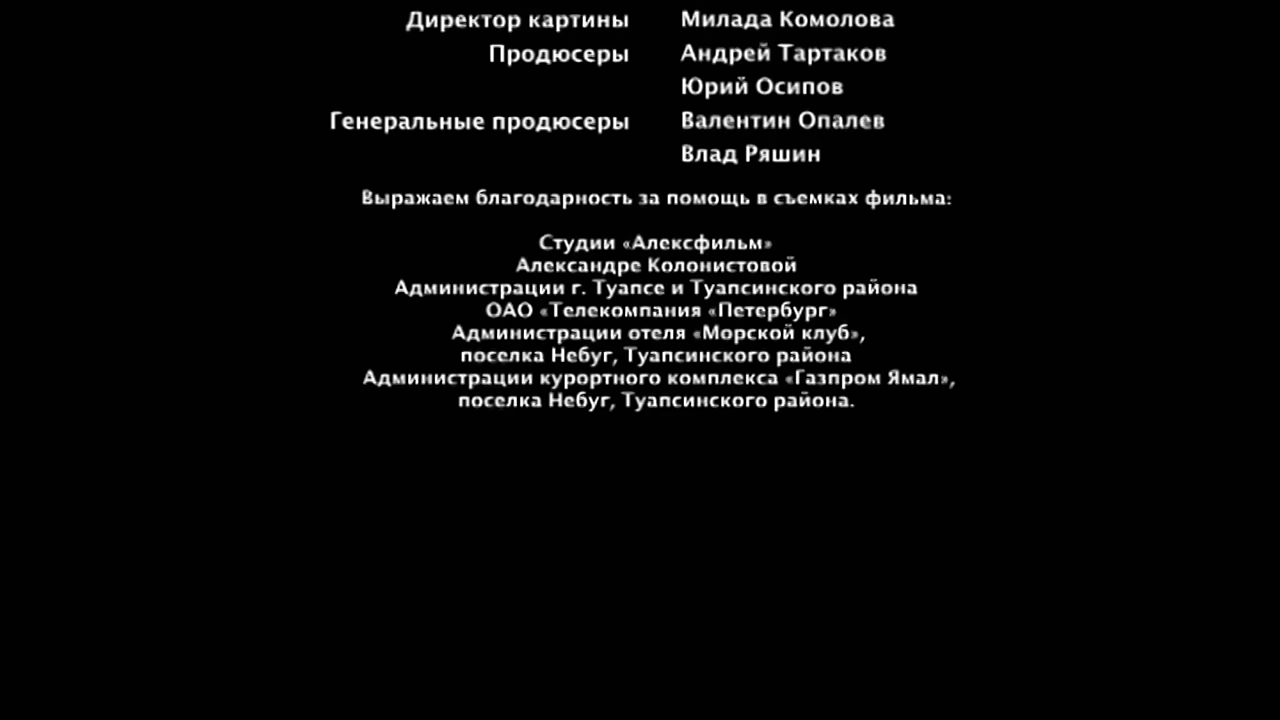 Директор картины Милада Комолова
Продюсеры Андрей Тартаков
Юрий Осипов
Генеральные продюсеры Валентин Опалев
Влад Ряшин
Выражаем благодарность за помощь в съемках фильма:
Студии «Алексфильм»
Александре Колонистовой
Администрации г. Туапсе и Туапсинского района
ОАО «Телекомпания «Петербург»
Администрации отеля «Морской клуб»,
поселка Небуг, Туапсинского района
Администрации курортного комплекса «Газпром Ямал»,
поселка Небуг, Туапсинского района.